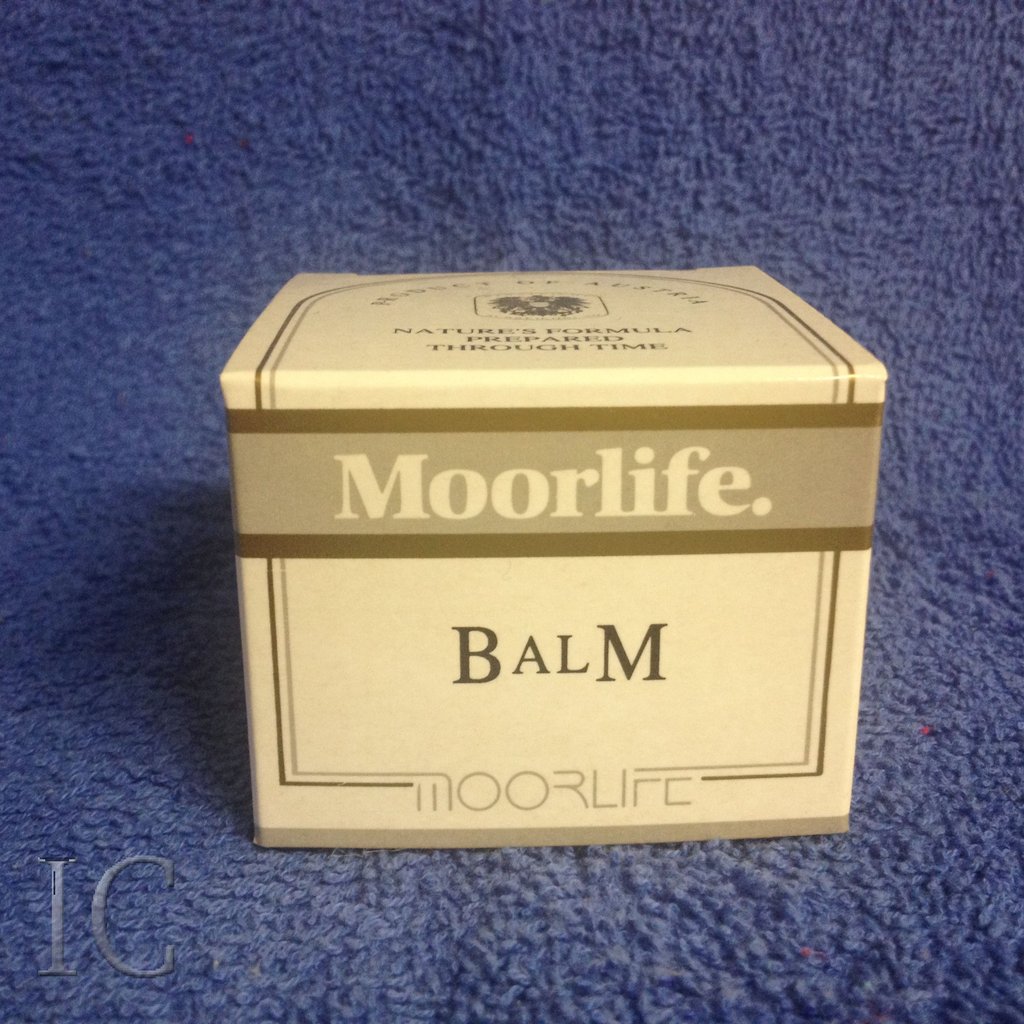 PRODUCT OF AUSTRIA
NATURE'S FORMULA
PREPARED
THROUGH TIME
Moorlife.
BALM
MOORLIFE
IC